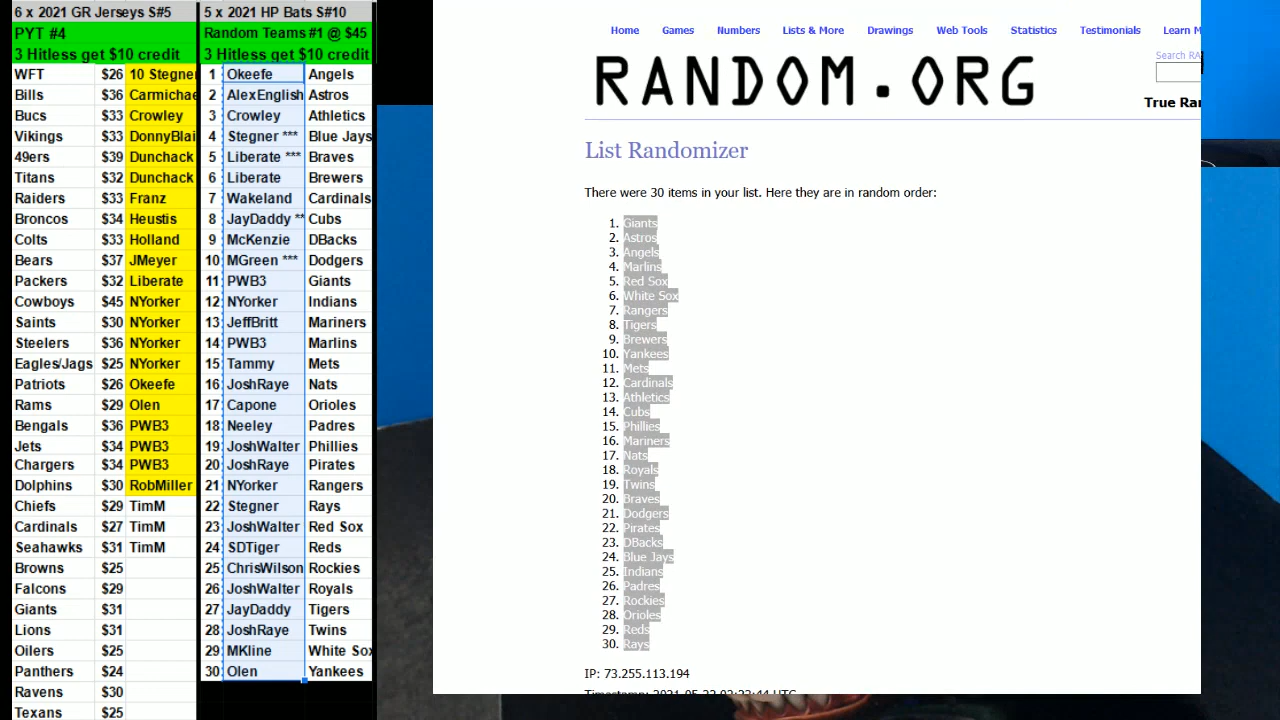 6 x 2021 GR Jerseys S#5
PYT #4
3 Hitless get $10 credit
WFT $26 10 Stegner
Bills $36 Carmichae
Bucs $33 Crowley
Vikings $33 DonnyBlai
49ers $39 Dunchack
Titans $32 Dunchack
Raiders $33 Franz
Broncos $34 Heustis
Colts $33 Holland
Bears $37 JMeyer
Packers $32 Liberate
Cowboys $45 NYorker
Saints $30 NYorker
Steelers $36 NYorker
Eagles/Jags $25 NYorker
Patriots $26 Okeefe
Rams $29 Olen
Bengals $36 PWB3
Jets $34 PWB3
Chargers $34 PWB3
Dolphins $30 RobMiller
Chiefs $29 TimM
Cardinals $27 TimM
Seahawks $31 TimM
Browns $25
Falcons $29
Giants $31
Lions $31
Oilers $25
Panthers $24
Ravens $30
Texans $25
5 x 2021 HP Bats S#10
Random Teams #1 @ $45
3 Hitless get $10 credit
1 Okeefe Angels
2 AlexEnglish Astros
3 Crowley Athletics
4 Stegner *** Blue Jays
5 Liberate *** Braves
6 Liberate Brewers
7 Wakeland Cardinals
8 JayDaddy ** Cubs
9 McKenzie DBacks
10 MGreen *** Dodgers
11 PWB3 Giants
12 NYorker Indians
13 JeffBritt Mariners
14 PWB3 Marlins
15 Tammy Mets
16 JoshRaye Nats
17 Capone Orioles
18 Neeley Padres
19 JoshWalter Phillies
20 JoshRaye Pirates
21 NYorker Rangers
22 Stegner Rays
23 JoshWalter Red Sox
24 SDTiger Reds
25 ChrisWilson Rockies
26 JoshWalter Royals
27 JayDaddy Tigers
28 JoshRaye Twins
29 MKline White Sox
30 Olen Yankees
Home Games Numbers Lists & More Drawings Web Tools Statistics Testimonials Learn M
Search RA
RANDOM.ORG
True Ran
List Randomizer
There were 30 items in your list. Here they are in random order:
1. Giants
2. Astros
3. Angels
4. Marlins
5. Red Sox
6. White Sox
7. Rangers
8. Tigers
9. Brewers
10. Yankees
11. Mets
12. Cardinals
13. Athletics
14. Cubs
15. Phillies
16. Mariners
17. Nats
18. Royals
19. Twins
20. Braves
21. Dodgers
22. Pirates
23. DBacks
24. Blue Jays
25. Indians
26. Padres
27. Rockies
28. Orioles
29. Reds
30. Rays
IP: 73.255.113.194